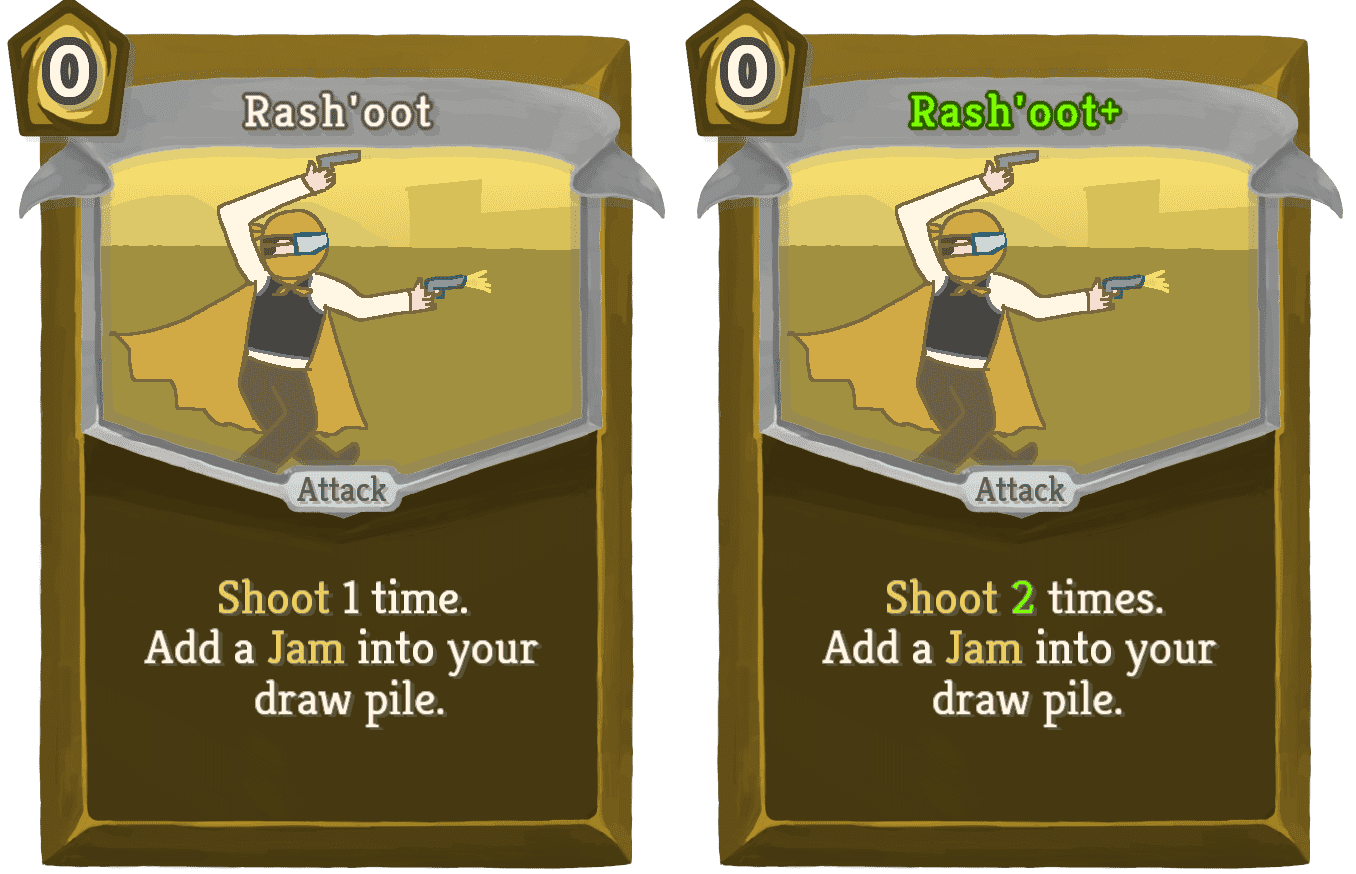 0
Rash'oot
Attack
Shoot 1 time.
Add a Jam into your
draw pile.
0
Rash'oot+
Attack
Shoot 2 times.
Add a Jam into your
draw pile.